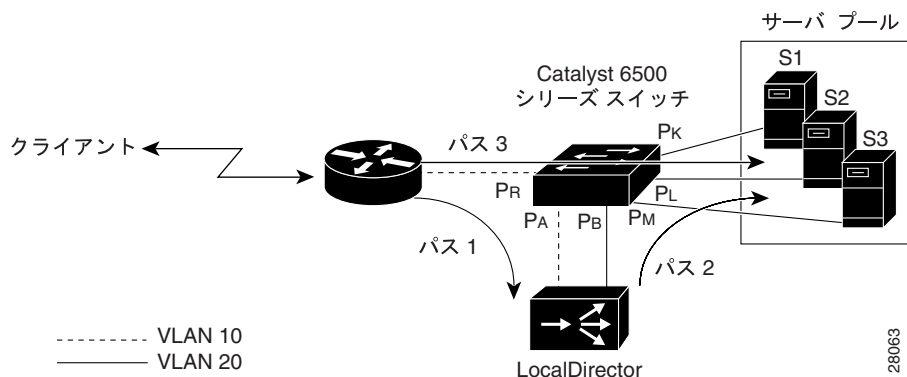 サーバ プール
S1
Catalyst 6500
シリーズ スイッチ
S2
S3
クライアント
パス 3
PK
PR
PL
PA
PB
PM
パス 1
パス 2
VLAN 10
VLAN 20
LocalDirector
28063